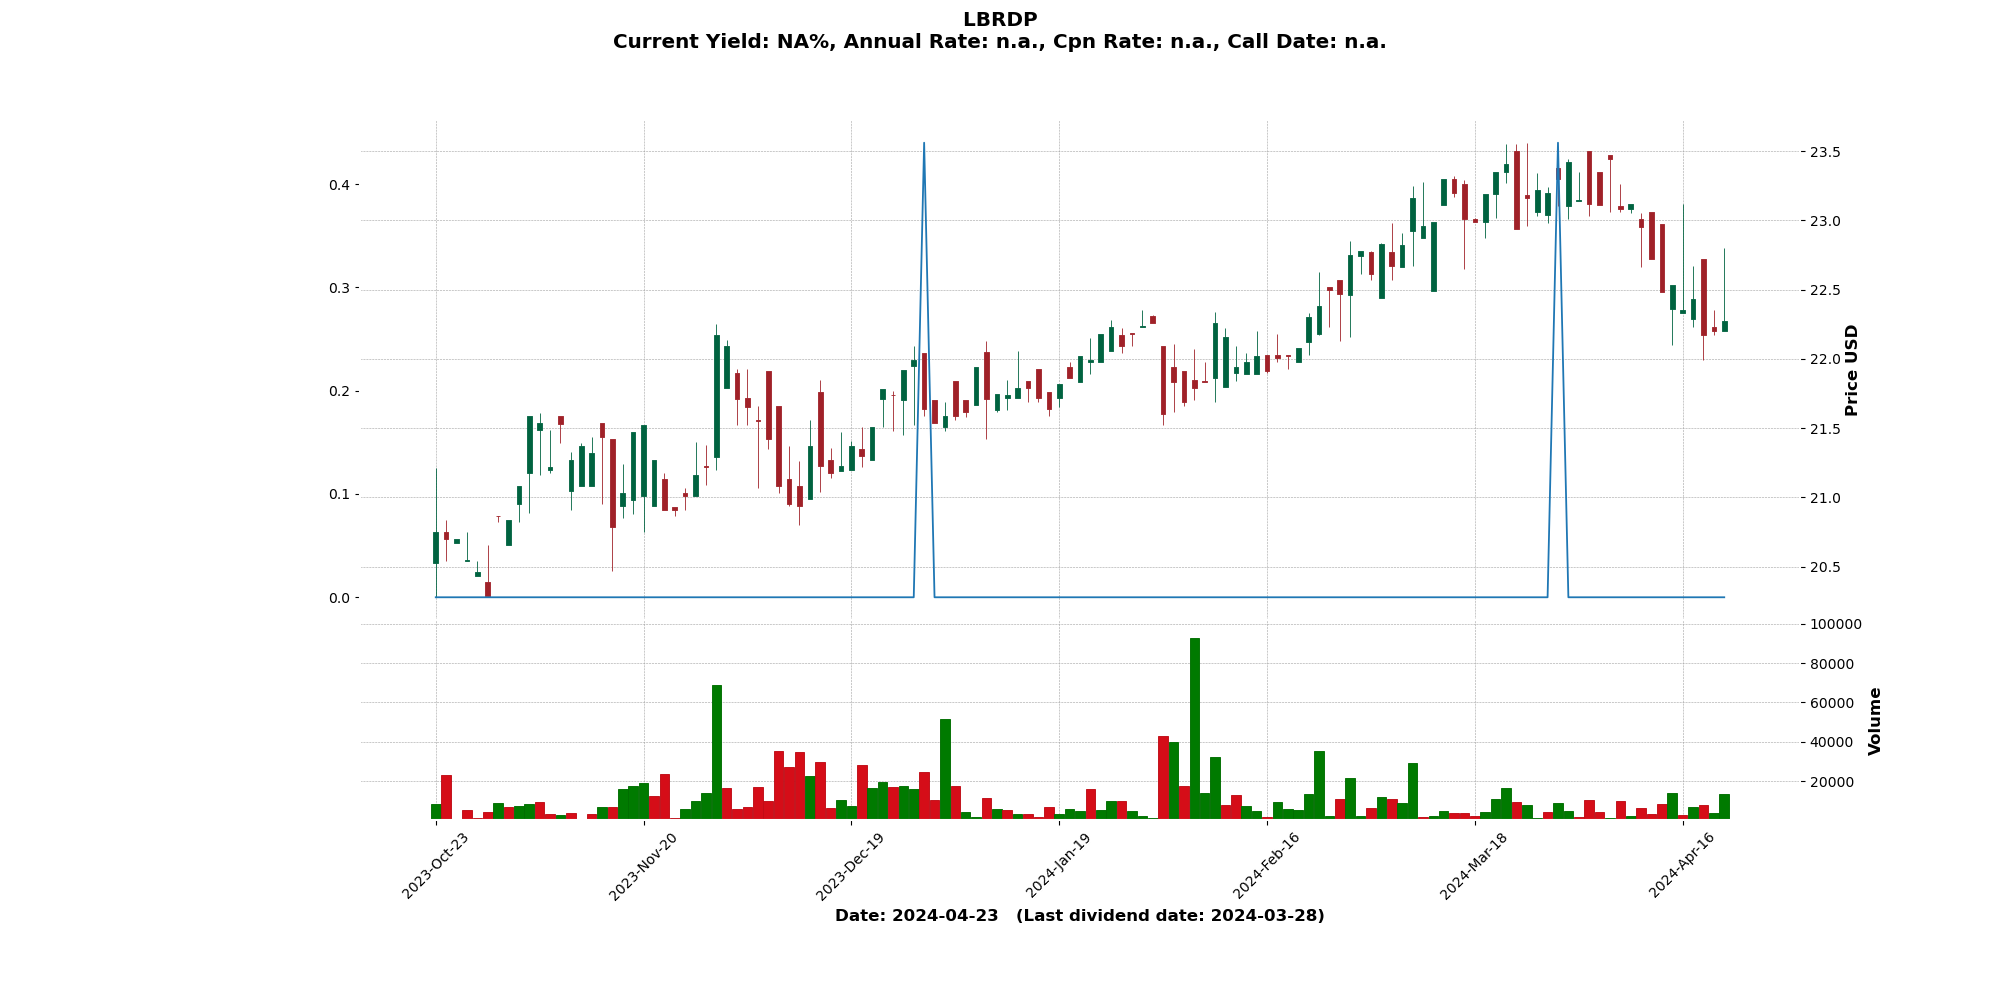 LBRDP
Current Yield: NA%, Annual Rate: n.a., Cpn Rate: n.a., Call Date: n.a.
0.4
0.3
0.2
0.1
0.0
23.5
23.0
22.5
22.0
21.5
21.0
20.5
Price USD
100000
80000
60000
40000
20000
Volume
2023-Oct-23
2023-Nov-20
2023-Dec-19
2024-Jan-19
2024-Feb-16
2024-Mar-18
2024-Apr-16
Date: 2024-04-23   (Last dividend date: 2024-03-28)